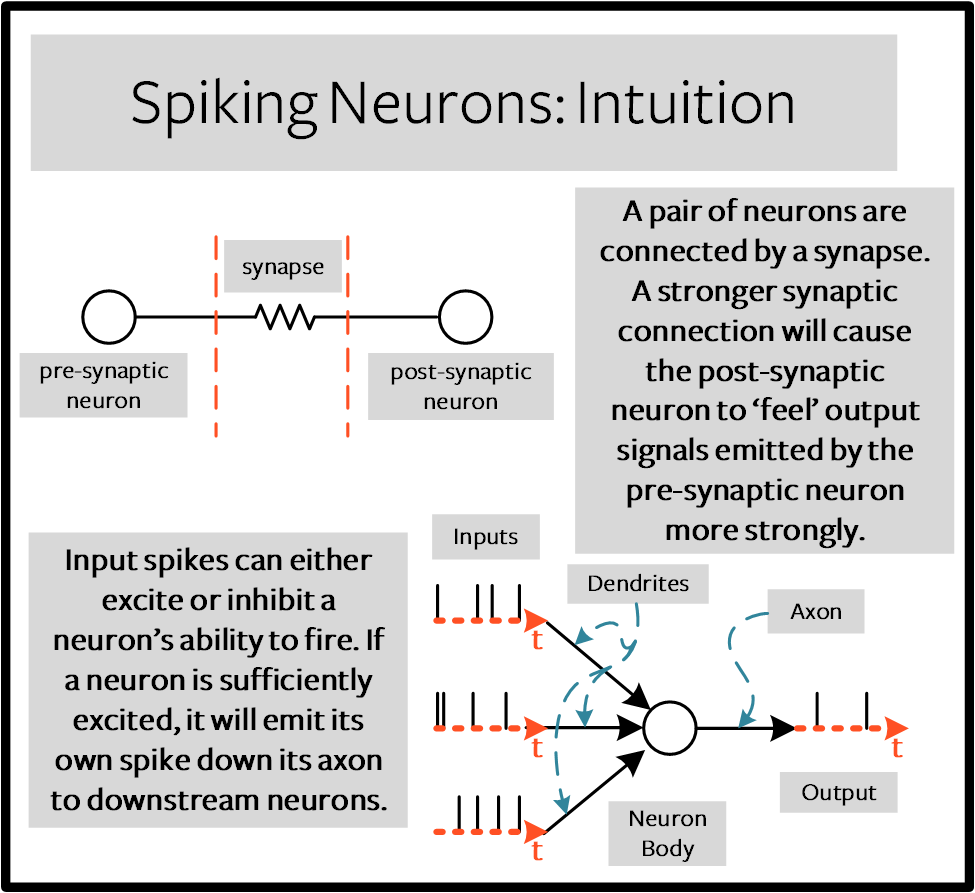 Spiking Neurons: Intuition
synapse
pre-synaptic
neuron
post-synaptic
neuron
A pair of neurons are
connected by a synapse.
A stronger synaptic
connection will cause
the post-synaptic
neuron to ‘feel’ output
signals emitted by the
pre-synaptic neuron
more strongly.
Input spikes can either
excite or inhibit a
neuron’s ability to fire. If
a neuron is sufficiently
excited, it will emit its
own spike down its axon
to downstream neurons.
Inputs
Dendrites
Axon
t
t
t
t
Output
Neuron
Body